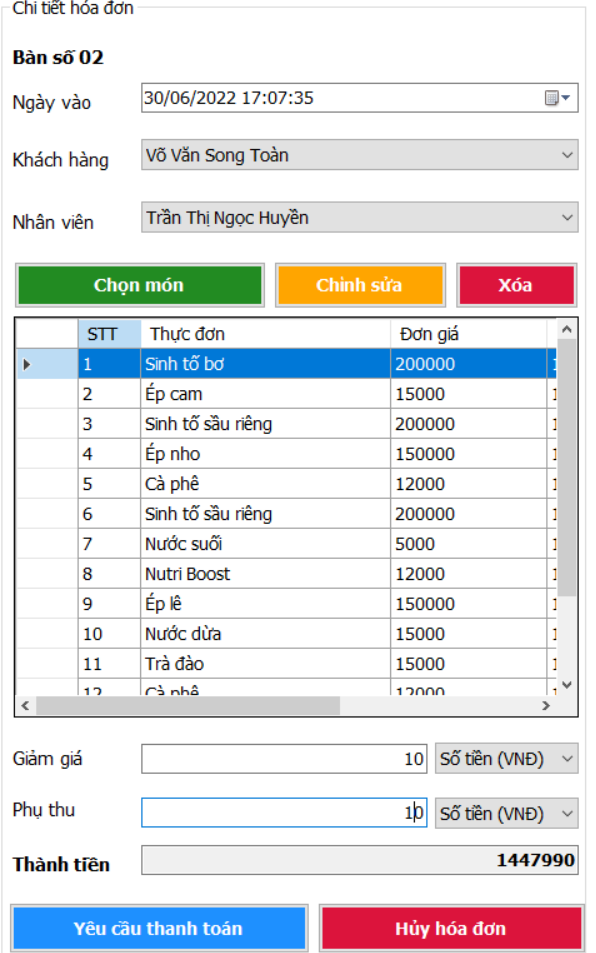 Chi tiết hóa đơn
Bàn số 02
Ngày vào 30/06/2022 17:07:35
Khách hàng Võ Văn Song Toàn
Nhân viên Trần Thị Ngọc Huyền
Chọn món Chỉnh sửa Xóa
STT Thực đơn Đơn giá
1 Sinh tố bơ 200000
2 Ép cam 15000
3 Sinh tố sầu riêng 200000
4 Ép nho 150000
5 Cà phê 12000
6 Sinh tố sầu riêng 200000
7 Nước suối 5000
8 Nutri Boost 12000
9 Ép lê 150000
10 Nước dừa 15000
11 Trà đào 15000
12 Cà phê 12000
Giảm giá 10 Số tiền (VNĐ)
Phụ thu 10 Số tiền (VNĐ)
Thành tiền 1447990
Yêu cầu thanh toán Hủy hóa đơn